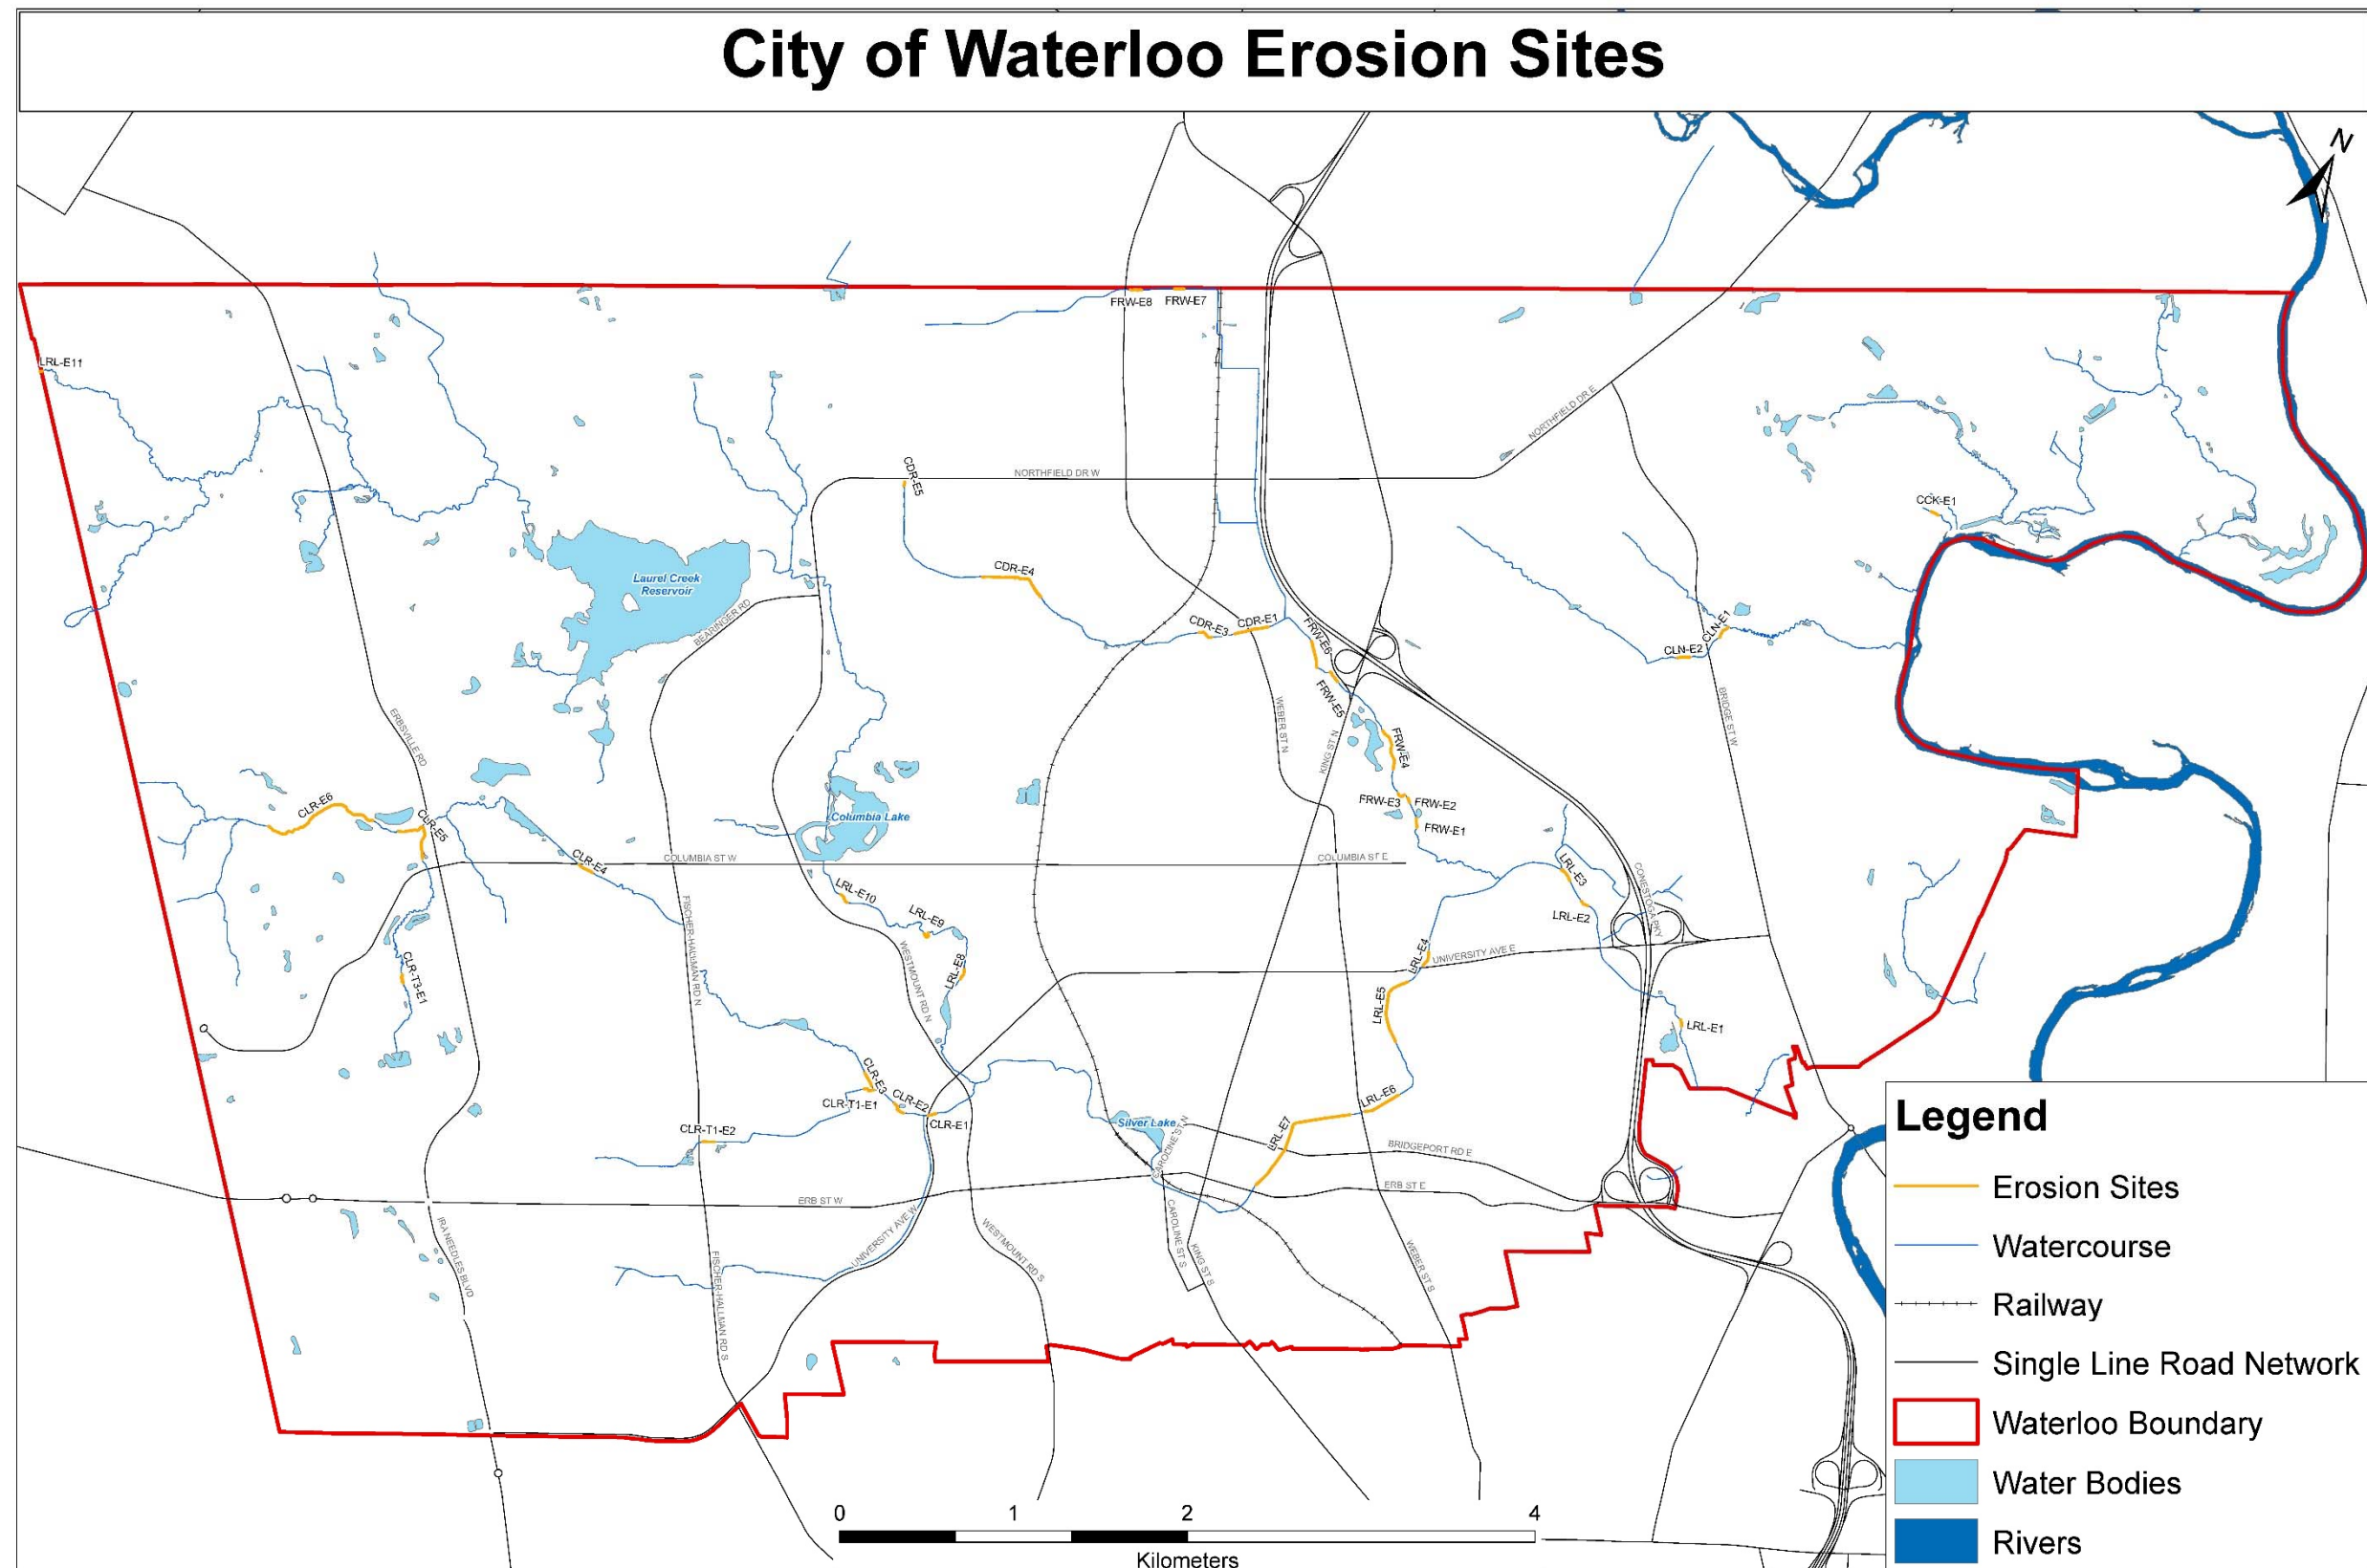 City of Waterloo Erosion Sites
N
FRW-E8
FRW-E7
LRL-E11
NORTHFIELD DR E
CDR-E5
NORTHFIELD DR W
CCK-E1
Laurel Creek
Reservoir
CDR-E4
BEARINGER RD
CDR-E3
CDR-E1
FRW-E6
CLN-E1
CLN-E2
FRW-E5
WEBER ST N
KING ST N
BRIDGE ST W
ERBSVILLE RD
FRW-E4
CLR-E6
FRW-E3
FRW-E2
Columbia Lake
CLR-E5
FRW-E1
CLR-E4
COLUMBIA ST W
COLUMBIA ST E
LRL-E3
CONESTOGA PKY
LRL-E10
LRL-E9
LRL-E2
FISCHER-HALLMAN RD N
WESTMOUNT RD N
LRL-E8
LRL-E4
UNIVERSITY AVE E
CLR-T3-E1
LRL-E5
LRL-E1
CLR-E3
CLR-T1-E1
CLR-E2
CLR-E1
LRL-E6
CLR-T1-E2
Silver Lake
CAROLINE ST N
LRL-E7
BRIDGEPORT RD E
ERB ST W
ERB ST E
IRA NEEDLES BLVD
UNIVERSITY AVE W
WESTMOUNT RD S
CAROLINE ST S
KING ST S
WEBER ST S
FISCHER-HALLMAN RD S
Legend
Erosion Sites
Watercourse
Railway
Single Line Road Network
Waterloo Boundary
Water Bodies
Rivers
0 1 2 4
Kilometers